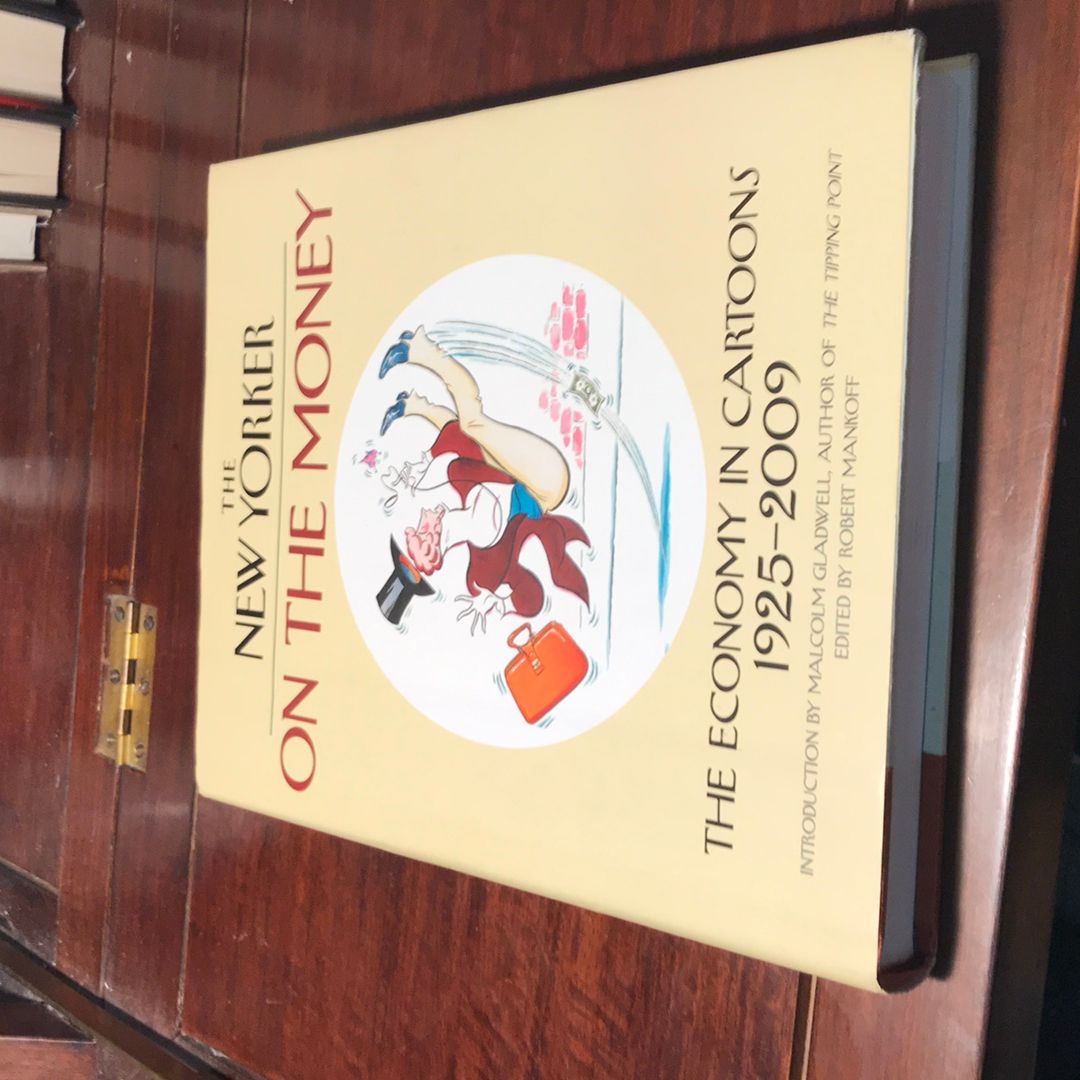 THE
NEW YORKER
ON THE MONEY
THE ECONOMY IN CARTOONS
1925–2009
INTRODUCTION BY MALCOLM GLADWELL, AUTHOR OF THE TIPPING POINT
EDITED BY ROBERT MANKOFF